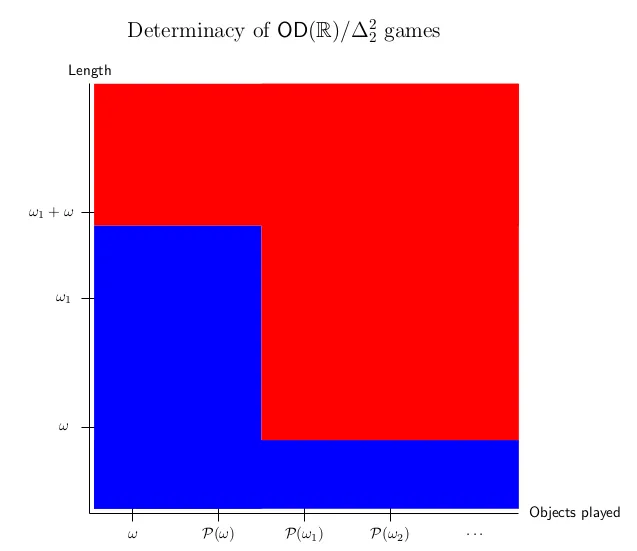 Determinacy of OD(ℝ)/Δ²₂ games
Length
ω₁ + ω
ω₁
ω
Objects played
ω P(ω) P(ω₁) P(ω₂) ⋯